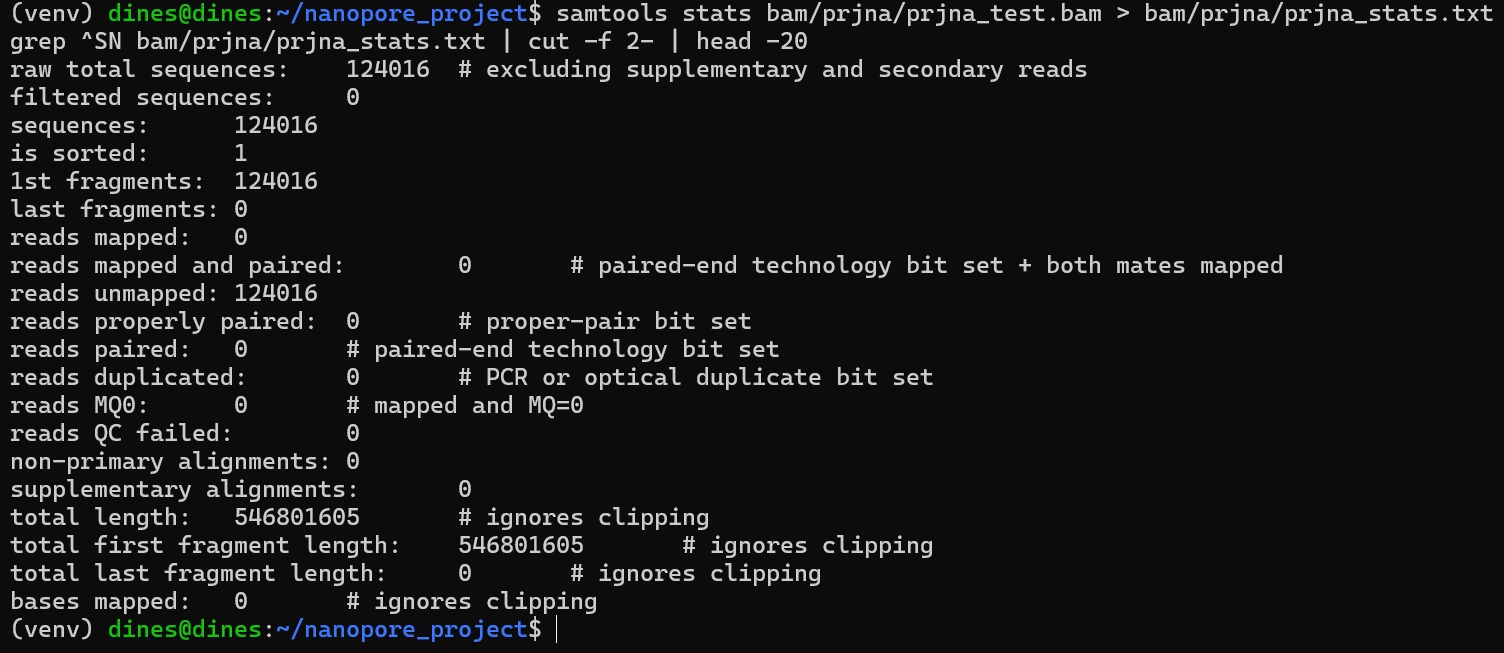 (venv) dines@dines:~/nanopore_project$ samtools stats bam/prjna/prjna_test.bam > bam/prjna/prjna_stats.txt
grep ^SN bam/prjna/prjna_stats.txt | cut -f 2- | head -20
raw total sequences:    124016  # excluding supplementary and secondary reads
filtered sequences:     0
sequences:      124016
is sorted:      1
1st fragments:  124016
last fragments: 0
reads mapped:   0
reads mapped and paired:        0       # paired-end technology bit set + both mates mapped
reads unmapped: 124016
reads properly paired:  0       # proper-pair bit set
reads paired:   0       # paired-end technology bit set
reads duplicated:       0       # PCR or optical duplicate bit set
reads MQ0:      0       # mapped and MQ=0
reads QC failed:        0
non-primary alignments: 0
supplementary alignments:       0
total length:   546801605       # ignores clipping
total first fragment length:    546801605       # ignores clipping
total last fragment length:     0       # ignores clipping
bases mapped:   0       # ignores clipping
(venv) dines@dines:~/nanopore_project$